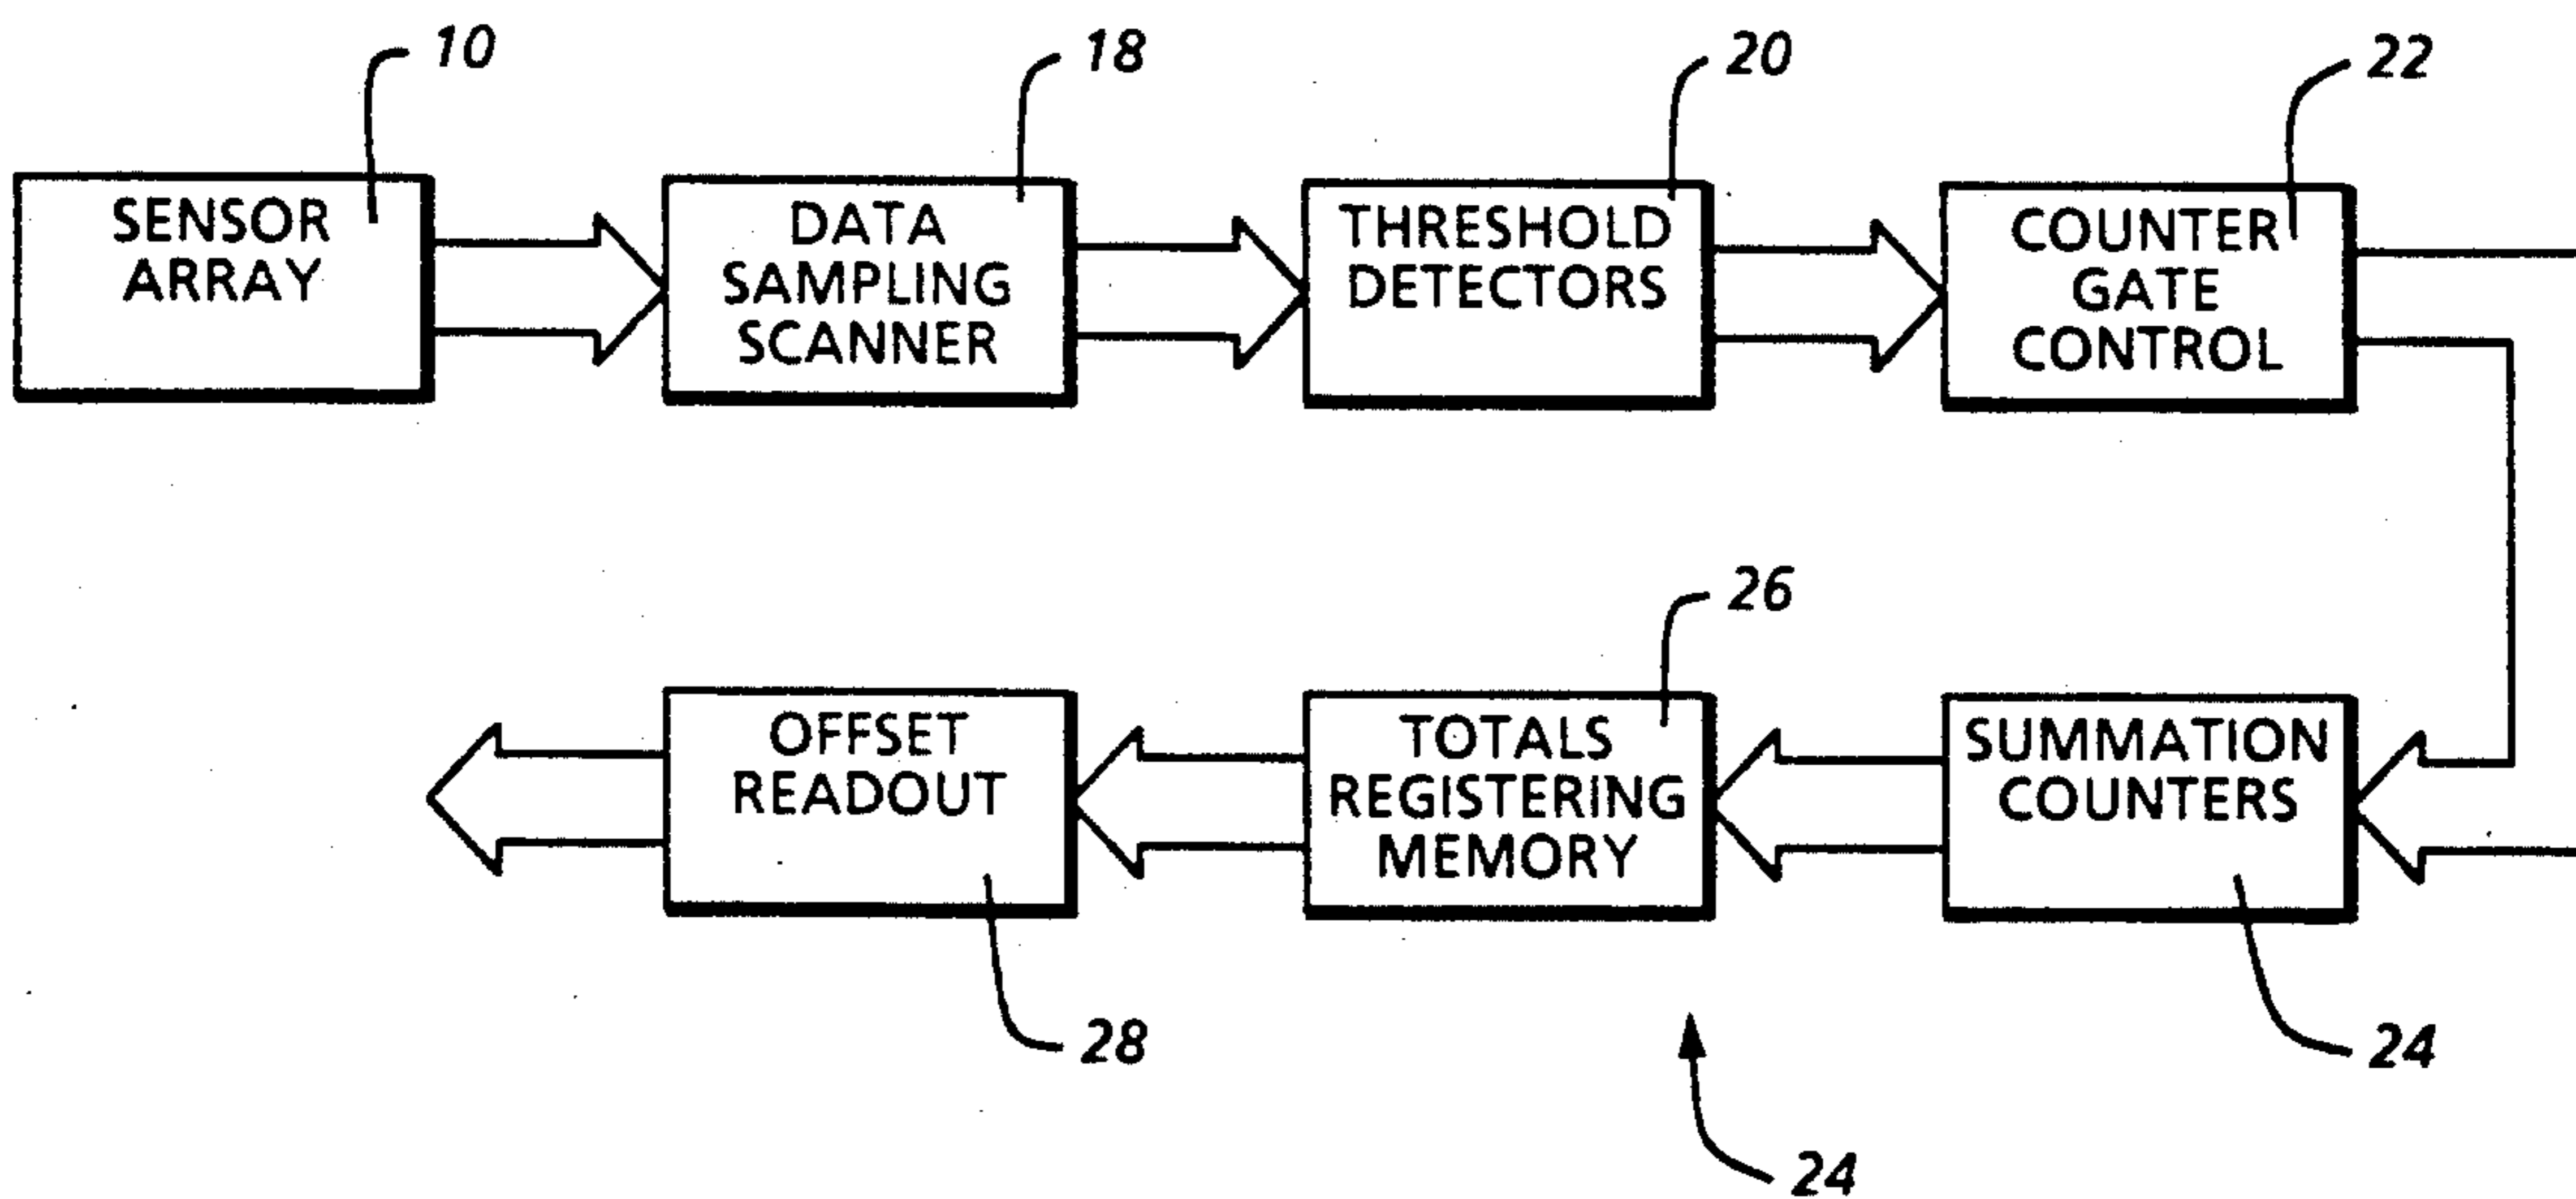 10
18
20
22
SENSOR
ARRAY
DATA
SAMPLING
SCANNER
THRESHOLD
DETECTORS
COUNTER
GATE
CONTROL
26
OFFSET
READOUT
TOTALS
REGISTERING
MEMORY
SUMMATION
COUNTERS
28
24
24